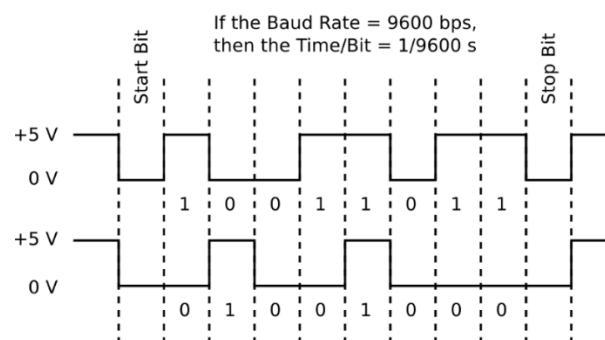 If the Baud Rate = 9600 bps,
then the Time/Bit = 1/9600 s
Start Bit
Stop Bit
+5 V
0 V
1 0 0 1 1 0 1 1
+5 V
0 V
0 1 0 0 1 0 0 0